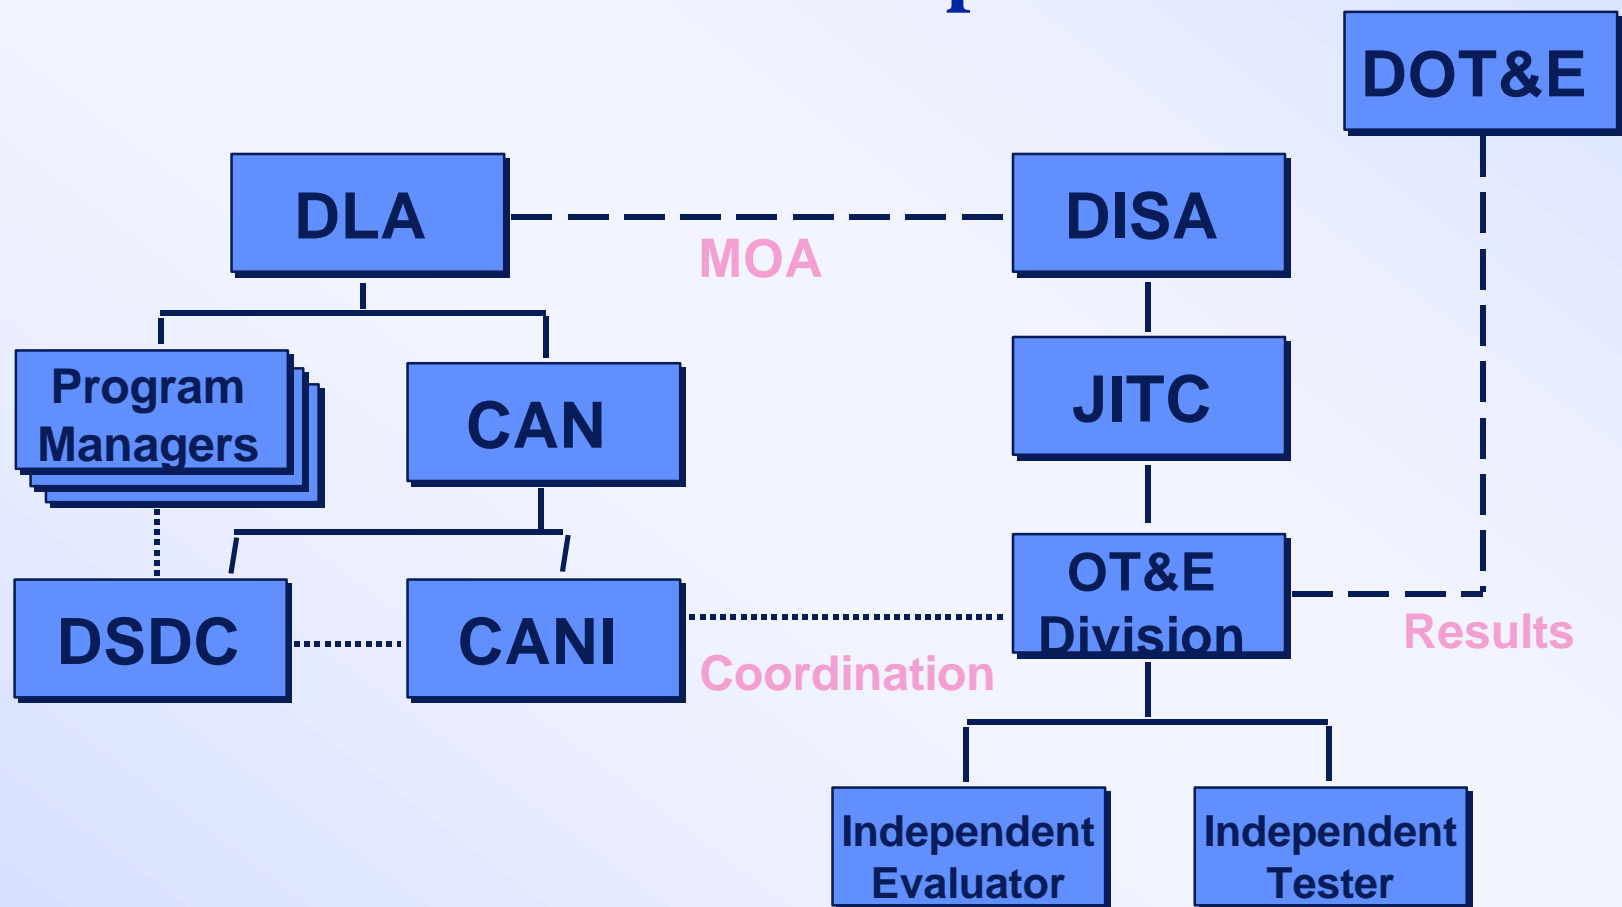 DOT&E
DLA
DISA
MOA
Program
Managers
CAN
JITC
DSDC
CANI
OT&E
Division
Coordination
Results
Independent
Evaluator
Independent
Tester